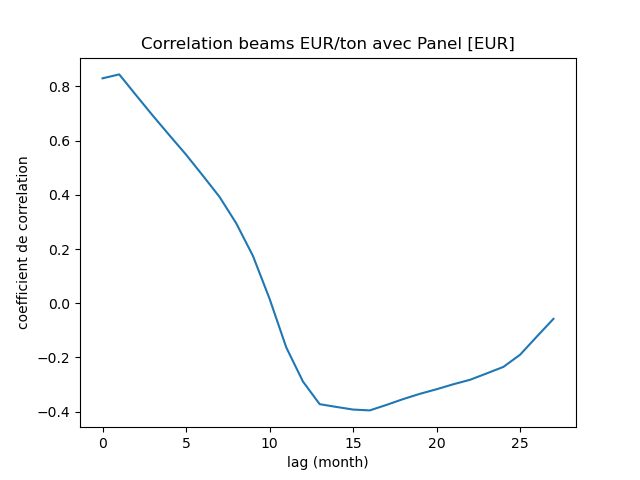 Correlation beams EUR/ton avec Panel [EUR]
coefficient de correlation
0.8
0.6
0.4
0.2
0.0
−0.2
−0.4
0 5 10 15 20 25
lag (month)